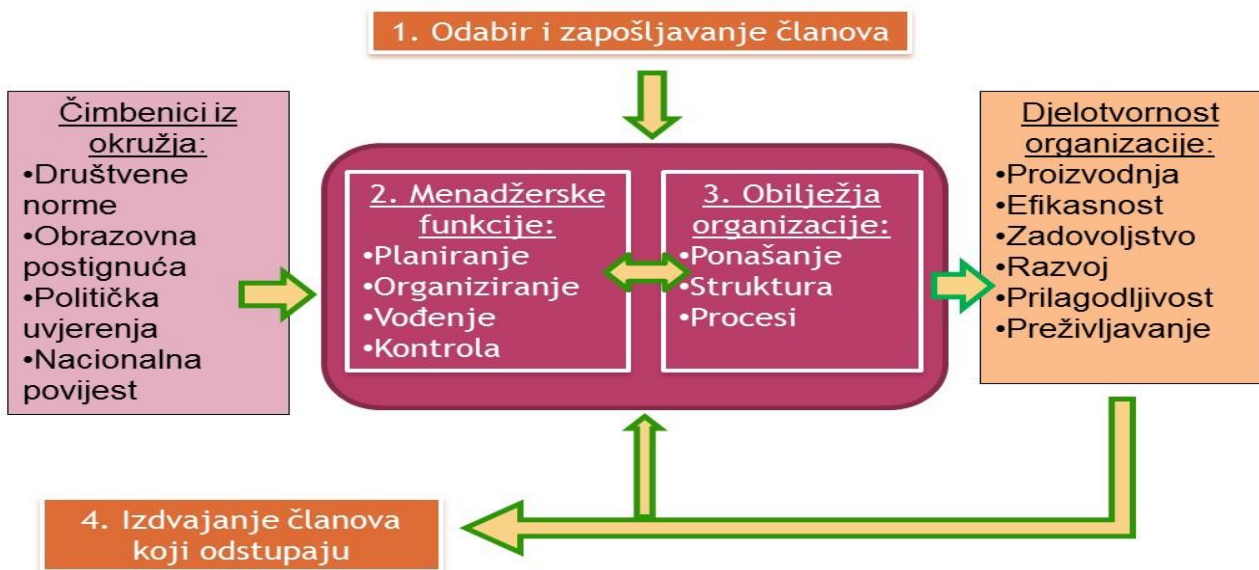 1. Odabir i zapošljavanje članova
Čimbenici iz
okružja:
•Društvene
norme
•Obrazovna
postignuća
•Politička
uvjerenja
•Nacionalna
povijest
2. Menadžerske
funkcije:
•Planiranje
•Organiziranje
•Vođenje
•Kontrola
3. Obilježja
organizacije:
•Ponašanje
•Struktura
•Procesi
Djelotvornost
organizacije:
•Proizvodnja
•Efikasnost
•Zadovoljstvo
•Razvoj
•Prilagodljivost
•Preživljavanje
4. Izdvajanje članova
koji odstupaju